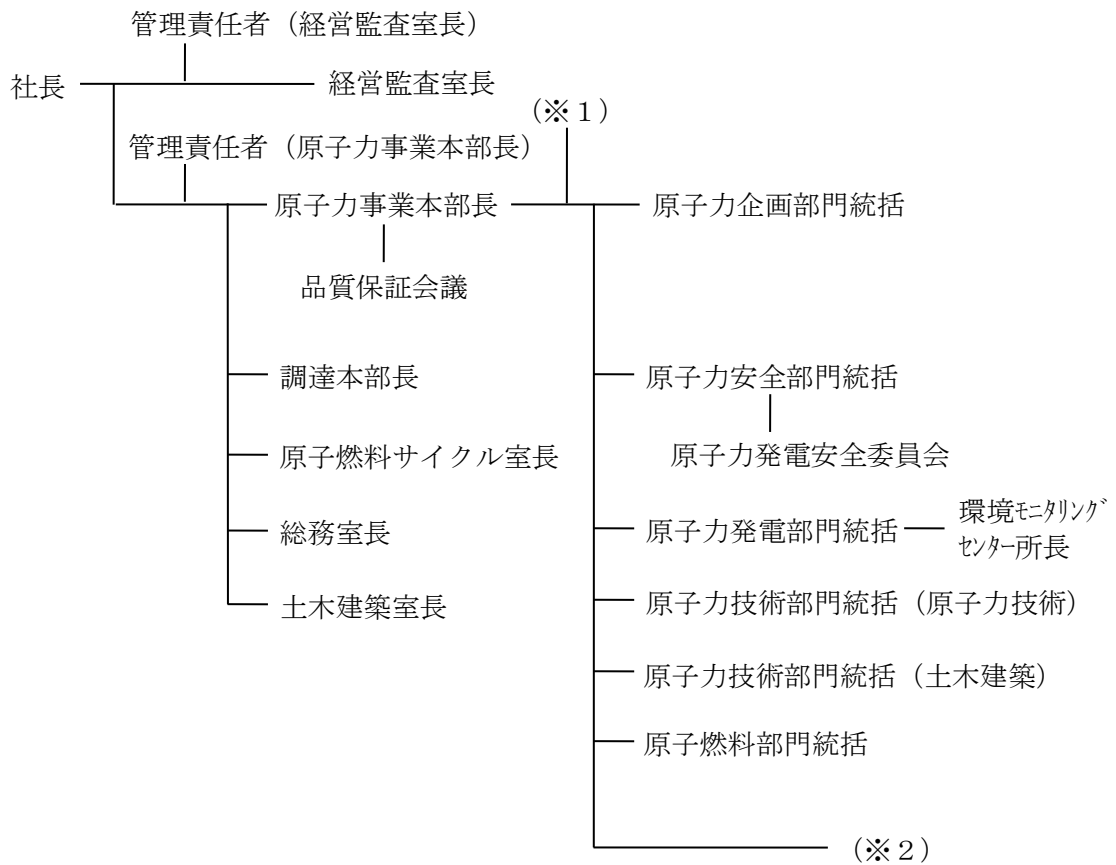 管理責任者（経営監査室長）
社長
経営監査室長
（※１）
管理責任者（原子力事業本部長）
原子力事業本部長
原子力企画部門統括
品質保証会議
調達本部長
原子力安全部門統括
原子燃料サイクル室長
原子力発電安全委員会
総務室長
原子力発電部門統括
環境ﾓﾆﾀﾘﾝｸﾞ
ｾﾝﾀｰ所長
土木建築室長
原子力技術部門統括（原子力技術）
原子力技術部門統括（土木建築）
原子燃料部門統括
（※２）